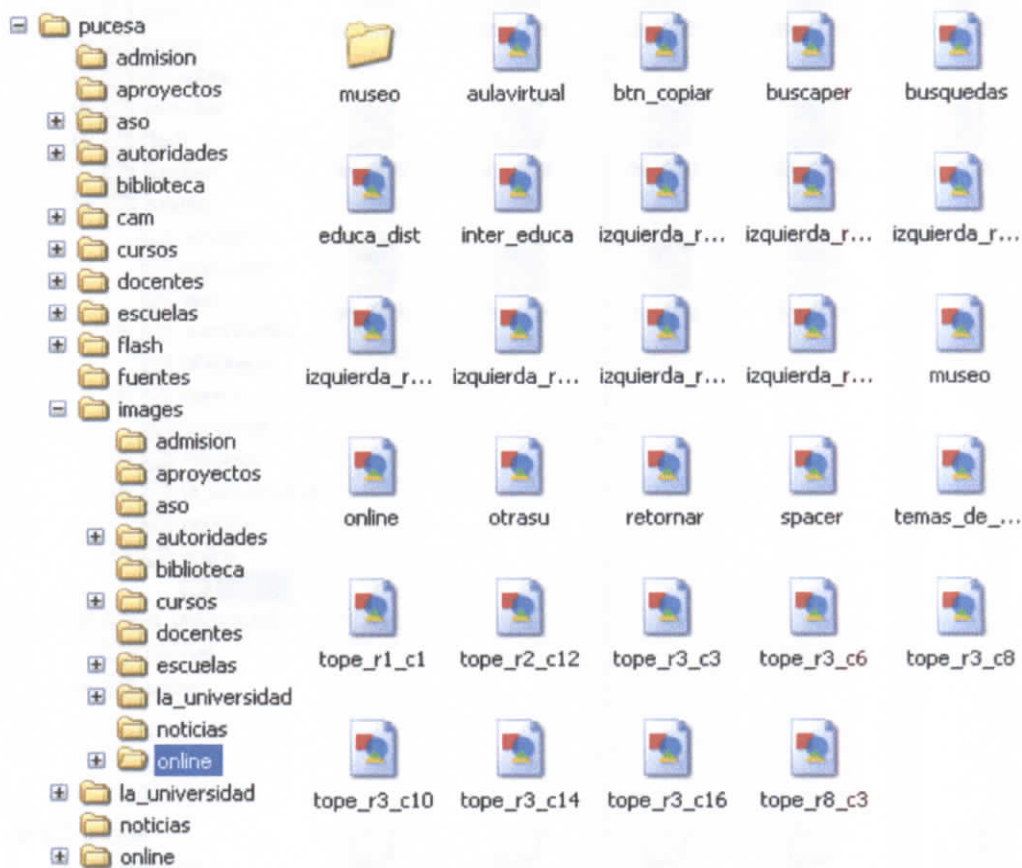 pucesa
admision
aproyectos
aso
autoridades
biblioteca
cam
cursos
docentes
escuelas
flash
fuentes
images
admision
aproyectos
aso
autoridades
biblioteca
cursos
docentes
escuelas
la_universidad
noticias
online
la_universidad
noticias
online
museo aulavirtual btn_copiar buscaper busquedas
educa_dist inter_educa izquierda_r... izquierda_r... izquierda_r...
izquierda_r... izquierda_r... izquierda_r... izquierda_r... museo
online otrasu retornar spacer temas_de_...
tope_r1_c1 tope_r2_c12 tope_r3_c3 tope_r3_c6 tope_r3_c8
tope_r3_c10 tope_r3_c14 tope_r3_c16 tope_r8_c3